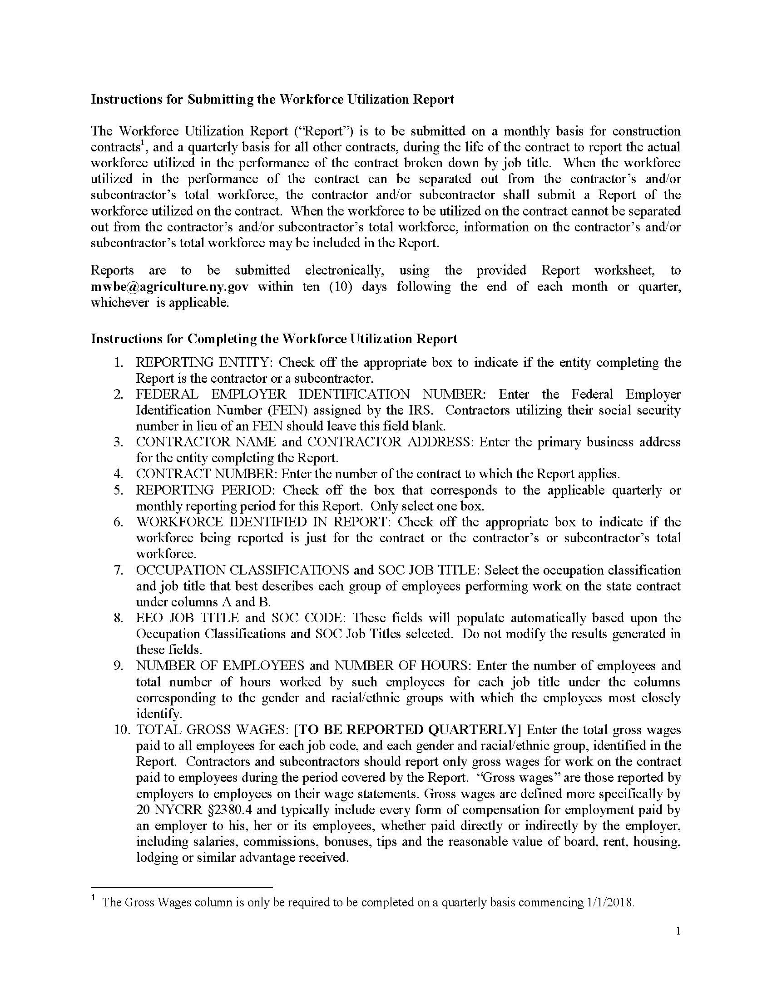 Instructions for Submitting the Workforce Utilization Report
The Workforce Utilization Report (“Report”) is to be submitted on a monthly basis for construction
contracts¹, and a quarterly basis for all other contracts, during the life of the contract to report the actual
workforce utilized in the performance of the contract broken down by job title.  When the workforce
utilized in the performance of the contract can be separated out from the contractor’s and/or
subcontractor’s total workforce, the contractor and/or subcontractor shall submit a Report of the
workforce utilized on the contract.  When the workforce to be utilized on the contract cannot be separated
out from the contractor’s and/or subcontractor’s total workforce, information on the contractor’s and/or
subcontractor’s total workforce may be included in the Report.
Reports are to be submitted electronically, using the provided Report worksheet, to
mwbe@agriculture.ny.gov within ten (10) days following the end of each month or quarter,
whichever  is applicable.
Instructions for Completing the Workforce Utilization Report
1. REPORTING ENTITY: Check off the appropriate box to indicate if the entity completing the
Report is the contractor or a subcontractor.
2. FEDERAL EMPLOYER IDENTIFICATION NUMBER: Enter the Federal Employer
Identification Number (FEIN) assigned by the IRS.  Contractors utilizing their social security
number in lieu of an FEIN should leave this field blank.
3. CONTRACTOR NAME and CONTRACTOR ADDRESS: Enter the primary business address
for the entity completing the Report.
4. CONTRACT NUMBER: Enter the number of the contract to which the Report applies.
5. REPORTING PERIOD: Check off the box that corresponds to the applicable quarterly or
monthly reporting period for this Report.  Only select one box.
6. WORKFORCE IDENTIFIED IN REPORT: Check off the appropriate box to indicate if the
workforce being reported is just for the contract or the contractor’s or subcontractor’s total
workforce.
7. OCCUPATION CLASSIFICATIONS and SOC JOB TITLE: Select the occupation classification
and job title that best describes each group of employees performing work on the state contract
under columns A and B.
8. EEO JOB TITLE and SOC CODE: These fields will populate automatically based upon the
Occupation Classifications and SOC Job Titles selected.  Do not modify the results generated in
these fields.
9. NUMBER OF EMPLOYEES and NUMBER OF HOURS: Enter the number of employees and
total number of hours worked by such employees for each job title under the columns
corresponding to the gender and racial/ethnic groups with which the employees most closely
identify.
10. TOTAL GROSS WAGES: [TO BE REPORTED QUARTERLY] Enter the total gross wages
paid to all employees for each job code, and each gender and racial/ethnic group, identified in the
Report.  Contractors and subcontractors should report only gross wages for work on the contract
paid to employees during the period covered by the Report.  “Gross wages” are those reported by
employers to employees on their wage statements. Gross wages are defined more specifically by
20 NYCRR §2380.4 and typically include every form of compensation for employment paid by
an employer to his, her or its employees, whether paid directly or indirectly by the employer,
including salaries, commissions, bonuses, tips and the reasonable value of board, rent, housing,
lodging or similar advantage received.
¹ The Gross Wages column is only be required to be completed on a quarterly basis commencing 1/1/2018.
1